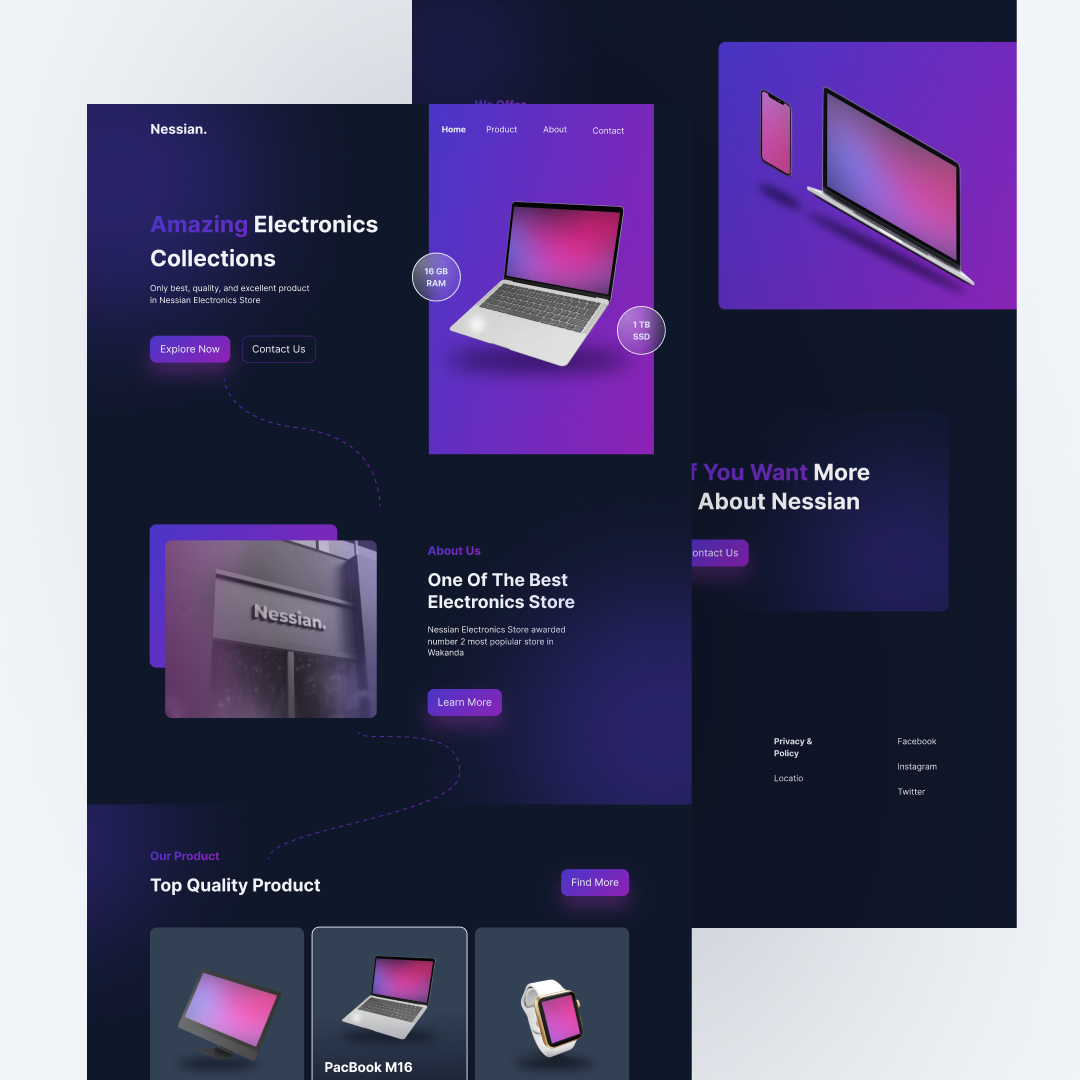 We Offer
Nessian.
Home
Product
About
Contact
Amazing Electronics
Collections
Only best, quality, and excellent product
in Nessian Electronics Store
Explore Now
Contact Us
16 GB
RAM
1 TB
SSD
Nessian.
About Us
One Of The Best
Electronics Store
Nessian Electronics Store awarded
number 2 most popiular store in
Wakanda
Learn More
Our Product
Top Quality Product
Find More
PacBook M16
f You Want More
About Nessian
ontact Us
Privacy &
Policy
Locatio
Facebook
Instagram
Twitter